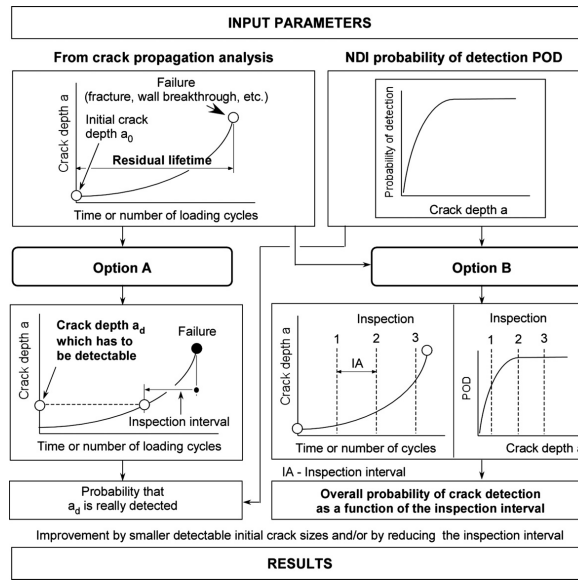 INPUT PARAMETERS
From crack propagation analysis
Failure
(fracture, wall breakthrough, etc.)
Initial crack
depth a0
Residual lifetime
Crack depth a
Time or number of loading cycles
NDI probability of detection POD
Probability of detection
Crack depth a
Option A
Option B
Crack depth ad
which has to
be detectable
Failure
Crack depth a
Inspection interval
Time or number of loading cycles
Inspection
1 2 3
IA
Crack depth a
Time or number of cycles
Inspection
1 2 3
POD
Crack depth a
IA - Inspection interval
Probability that
ad is really detected
Overall probability of crack detection
as a function of the inspection interval
Improvement by smaller detectable initial crack sizes and/or by reducing the inspection interval
RESULTS